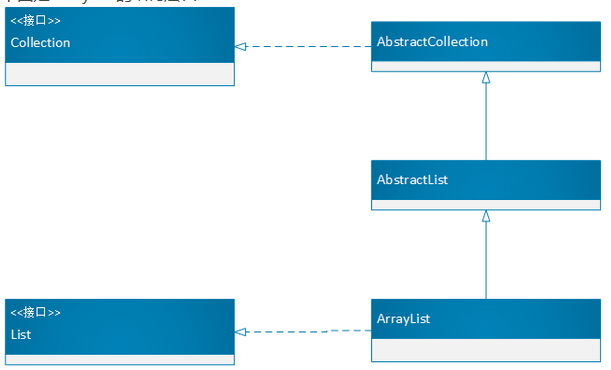 <<接口>>
Collection
AbstractCollection
AbstractList
<<接口>>
List
ArrayList